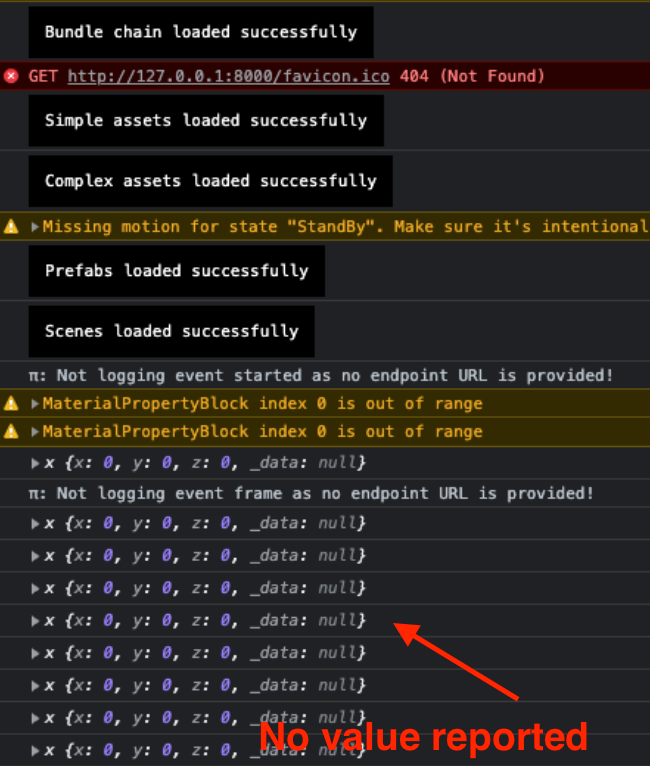 Bundle chain loaded successfully
GET http://127.0.0.1:8000/favicon.ico 404 (Not Found)
Simple assets loaded successfully
Complex assets loaded successfully
Missing motion for state "StandBy". Make sure it's intentional
Prefabs loaded successfully
Scenes loaded successfully
π: Not logging event started as no endpoint URL is provided!
MaterialPropertyBlock index 0 is out of range
MaterialPropertyBlock index 0 is out of range
x {x: 0, y: 0, z: 0, _data: null}
π: Not logging event frame as no endpoint URL is provided!
x {x: 0, y: 0, z: 0, _data: null}
x {x: 0, y: 0, z: 0, _data: null}
x {x: 0, y: 0, z: 0, _data: null}
x {x: 0, y: 0, z: 0, _data: null}
x {x: 0, y: 0, z: 0, _data: null}
x {x: 0, y: 0, z: 0, _data: null}
x {x: 0, y: 0, z: 0, _data: null}
No value reported
x {x: 0, y: 0, z: 0, _data: null}